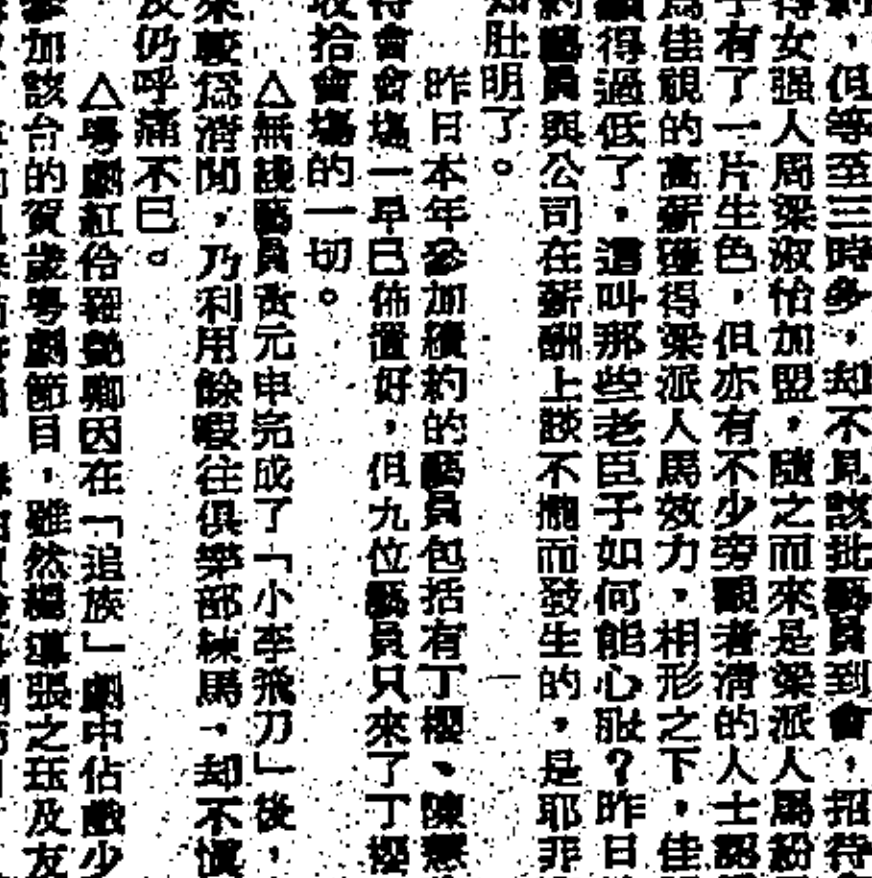 ，但等至三時多，却不見該批藝員到會，招待
得女强人周梁淑怡加盟，隨之而來是梁派人馬紛
子有了一片生色，但亦有不少旁觀者清的人士認
爲佳視的高薪獲得梁派人馬效力，相形之下，佳
顯得過低了，這叫那些老臣子如何能心服？昨日
約藝員與公司在薪酬上談不攏而發生的，是耶非
知肚明了。
昨日本年參加續約的藝員包括有丁櫻、陳慧
待會會場一早已佈置好，但九位藝員只來了丁櫻
收拾會場的一切。
△無綫藝員黃元申完成了「小李飛刀」後，
來較爲清閒，乃利用餘暇往俱樂部練馬，却不慎
及仍呼痛不已。
△粵劇紅伶羅艷卿因在「追族」劇中佔戲少
參加該台的賀歲粵劇節目，雖然編導張之珏及友